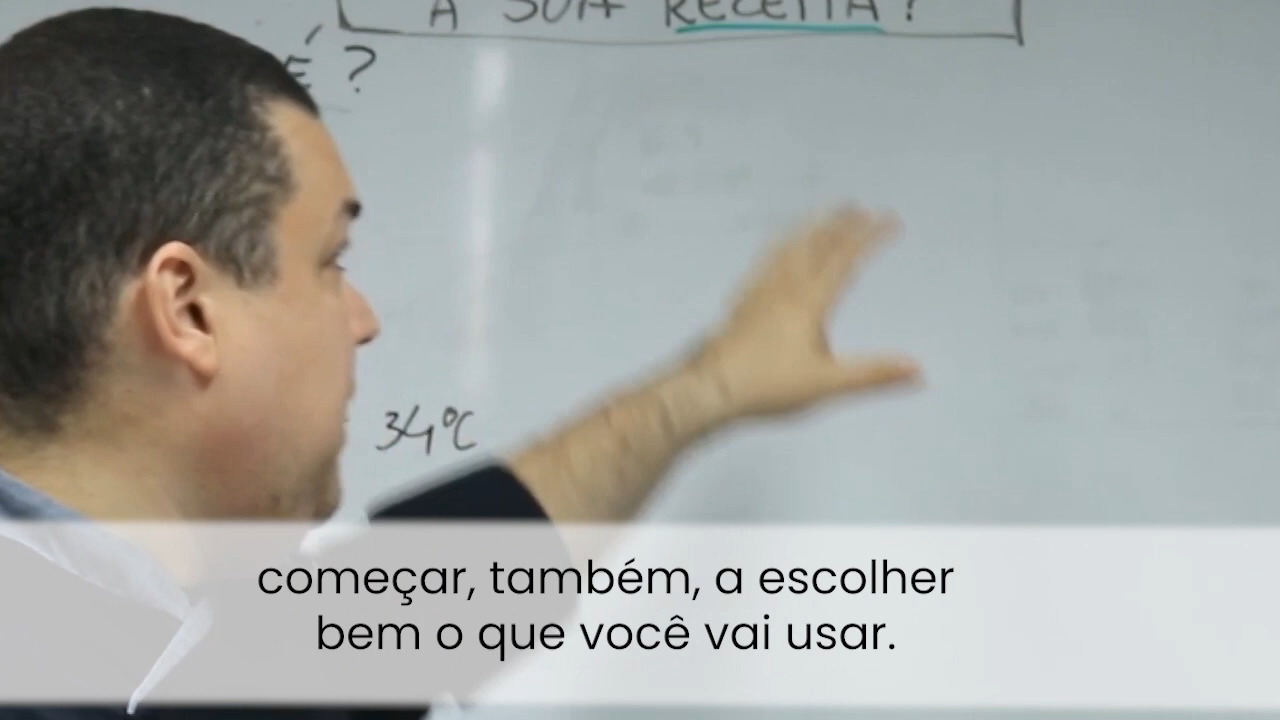 A SUA RECEITA?
É ?
34°C
começar, também, a escolher
bem o que você vai usar.